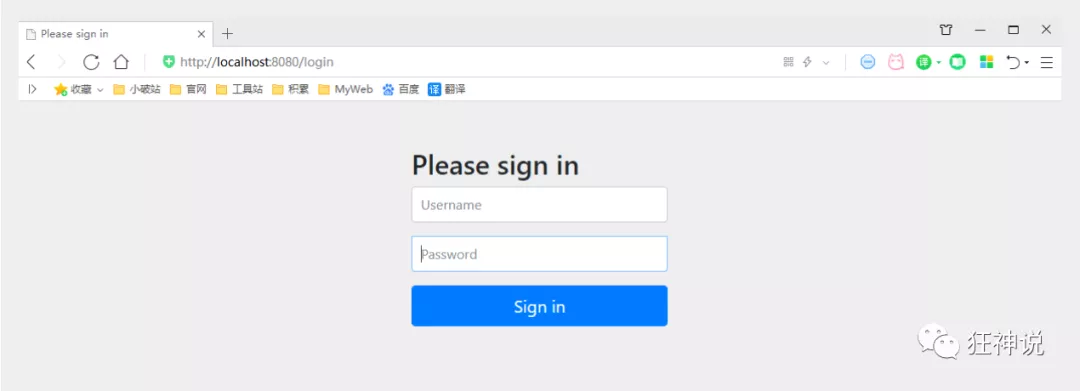 Please sign in
http://localhost:8080/login
译
收藏 小破站 官网 工具站 积累 MyWeb 百度 译 翻译
Please sign in
Username
Password
Sign in
狂神说